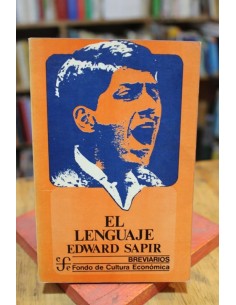 EL
LENGUAJE
EDWARD SAPIR
BREVIARIOS
Fondo de Cultura Económica